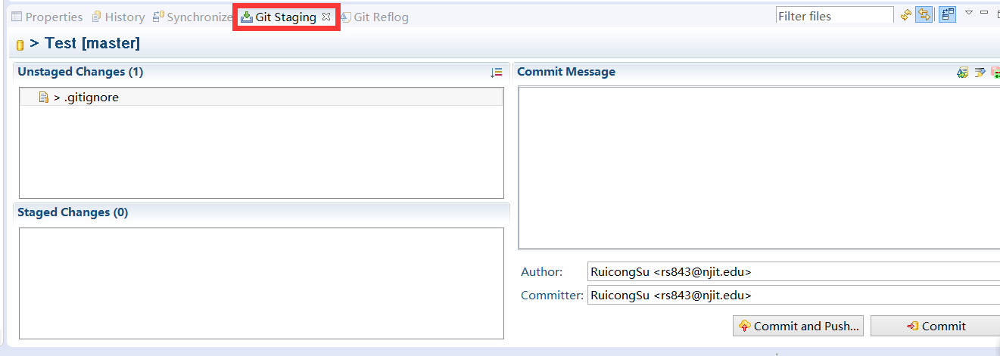 Properties History Synchronize Git Staging Git Reflog Filter files
> Test [master]
Unstaged Changes (1)
> .gitignore
Staged Changes (0)
Commit Message
Author: RuicongSu <rs843@njit.edu>
Committer: RuicongSu <rs843@njit.edu>
Commit and Push... Commit